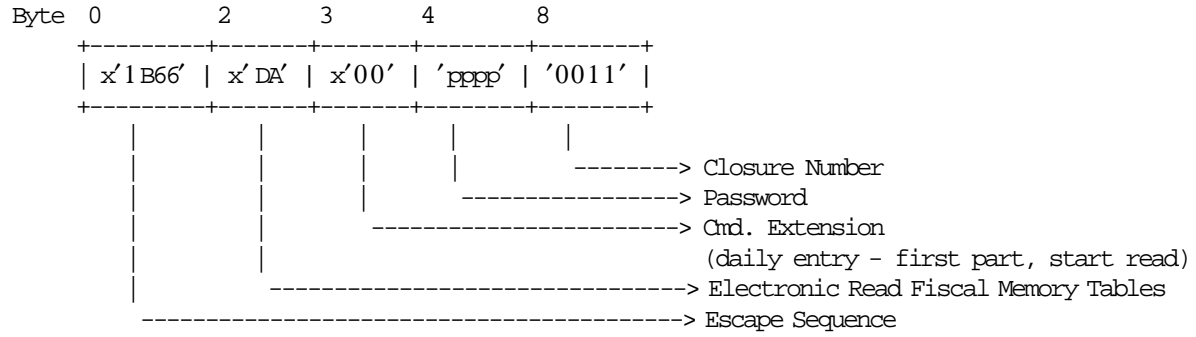 Byte 0 2 3 4 8
+---------+-------+-------+--------+--------+
| x'1B66' | x'DA' | x'00' | 'pppp' | '0011' |
+---------+-------+-------+--------+--------+
| | | | |
| | | | --------> Closure Number
| | | -----------------> Password
| | ------------------------> Cmd. Extension
| | (daily entry - first part, start read)
| --------------------------------> Electronic Read Fiscal Memory Tables
------------------------------------------> Escape Sequence